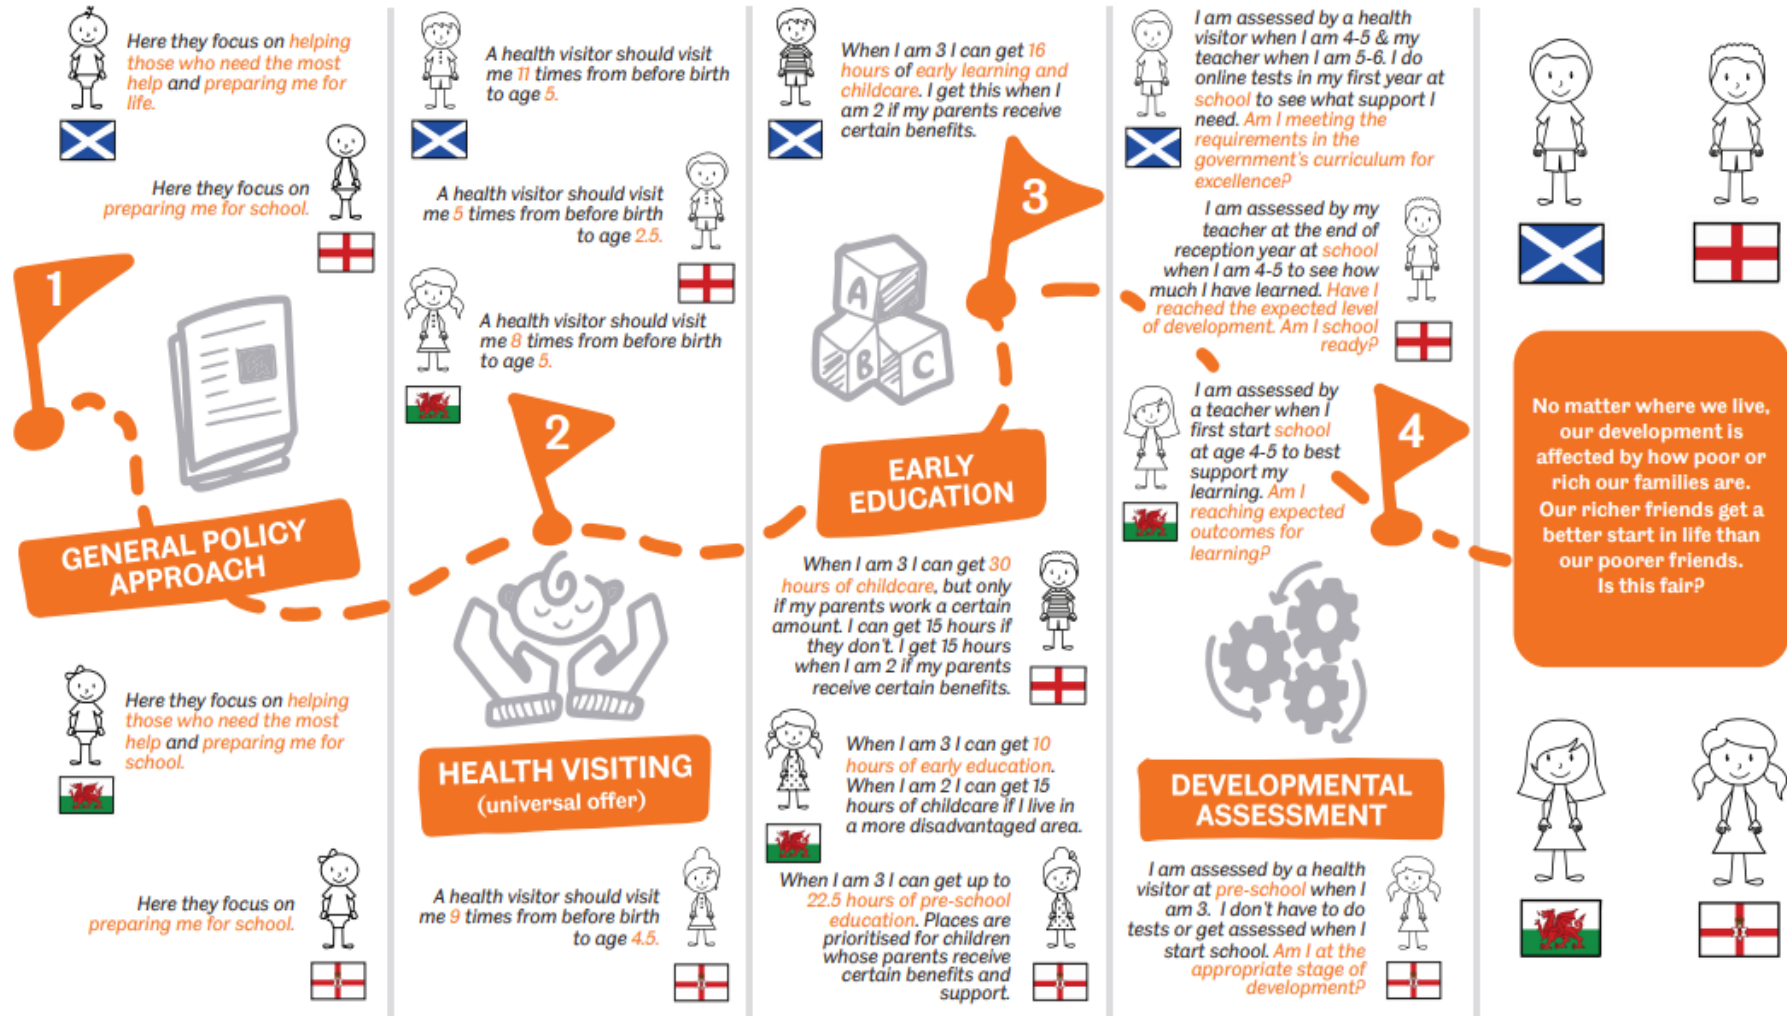 Here they focus on helping
those who need the most
help and preparing me for
life.
Here they focus on
preparing me for school.
1
GENERAL POLICY
APPROACH
Here they focus on helping
those who need the most
help and preparing me for
school.
Here they focus on
preparing me for school.
A health visitor should visit
me 11 times from before birth
to age 5.
A health visitor should visit
me 5 times from before birth
to age 2.5.
A health visitor should visit
me 8 times from before birth
to age 5.
2
HEALTH VISITING
(universal offer)
A health visitor should visit
me 9 times from before birth
to age 4.5.
When I am 3 I can get 16
hours of early learning and
childcare. I get this when I
am 2 if my parents receive
certain benefits.
3
A
B
C
EARLY
EDUCATION
When I am 3 I can get 30
hours of childcare, but only
if my parents work a certain
amount. I can get 15 hours if
they don't. I get 15 hours
when I am 2 if my parents
receive certain benefits.
When I am 3 I can get 10
hours of early education.
When I am 2 I can get 15
hours of childcare if I live in
a more disadvantaged area.
When I am 3 I can get up to
22.5 hours of pre-school
education. Places are
prioritised for children
whose parents receive
certain benefits and
support.
I am assessed by a health
visitor when I am 4-5 & my
teacher when I am 5-6. I do
online tests in my first year at
school to see what support I
need. Am I meeting the
requirements in the
government's curriculum for
excellence?
I am assessed by my
teacher at the end of
reception year at school
when I am 4-5 to see how
much I have learned. Have I
reached the expected level
of development. Am I school
ready?
I am assessed by
a teacher when I
first start school
at age 4-5 to best
support my
learning. Am I
reaching expected
outcomes for
learning?
4
DEVELOPMENTAL
ASSESSMENT
I am assessed by a health
visitor at pre-school when I
am 3. I don't have to do
tests or get assessed when I
start school. Am I at the
appropriate stage of
development?
No matter where we live,
our development is
affected by how poor or
rich our families are.
Our richer friends get a
better start in life than
our poorer friends.
Is this fair?